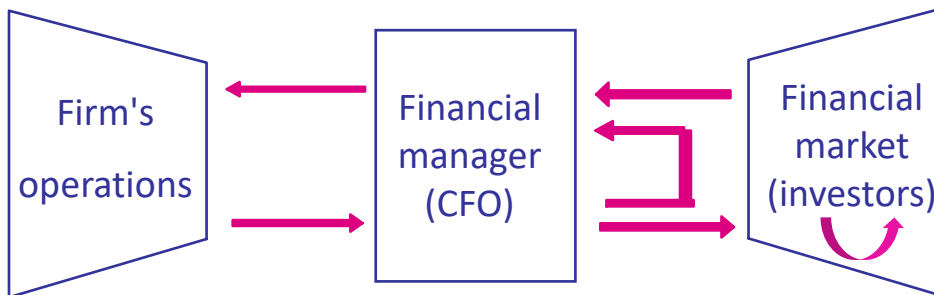 Firm's
operations
Financial
manager
(CFO)
Financial
market
(investors)